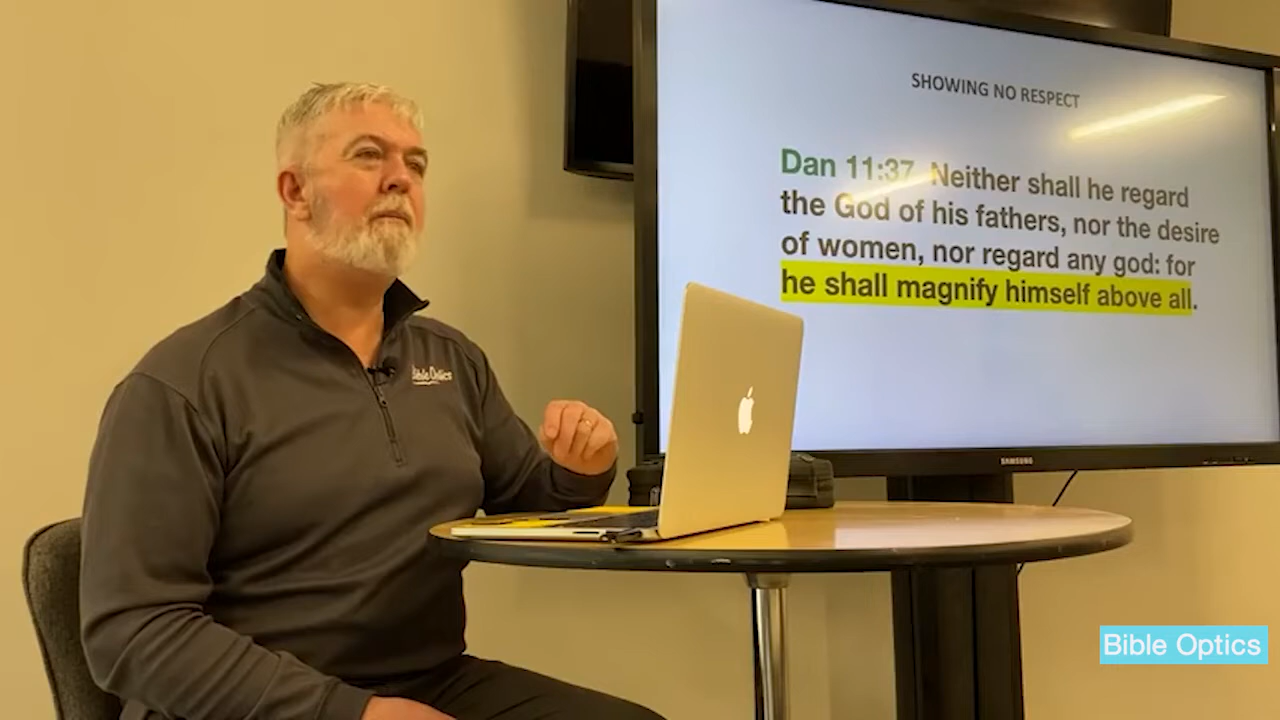 SHOWING NO RESPECT
Dan 11:37 Neither shall he regard
the God of his fathers, nor the desire
of women, nor regard any god: for
he shall magnify himself above all.
Bible Optics
SAMSUNG
Bible Optics